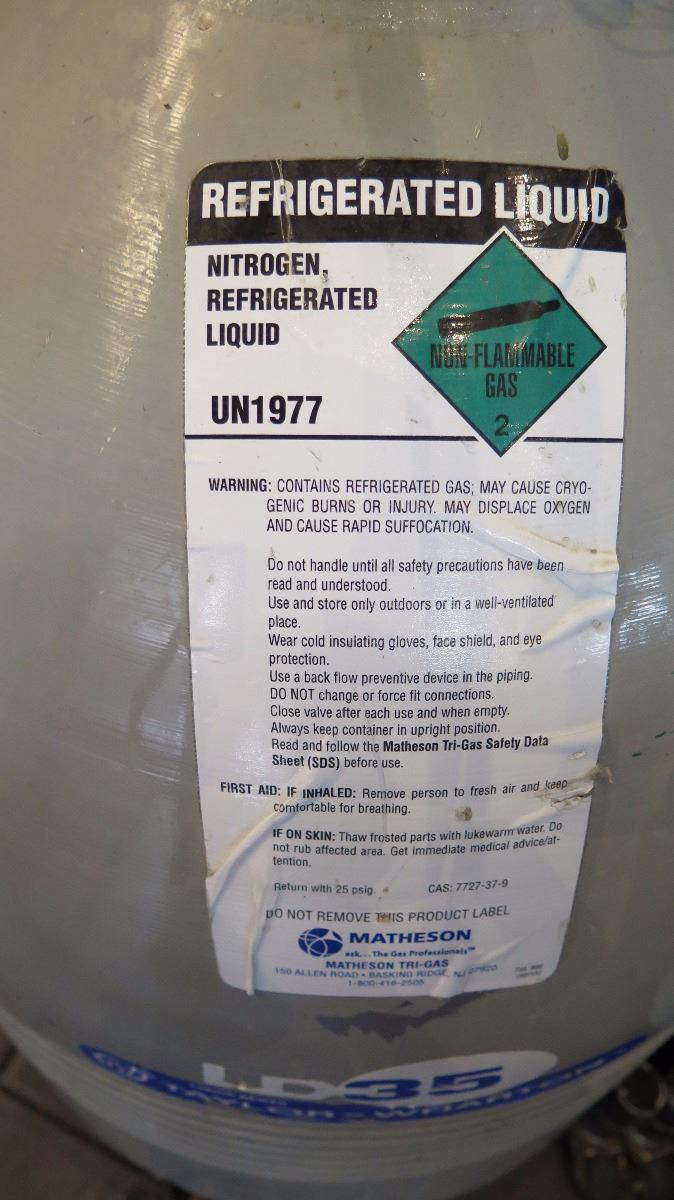 REFRIGERATED LIQUID
NITROGEN,
REFRIGERATED
LIQUID
NON-FLAMMABLE
GAS
2
UN1977
WARNING: CONTAINS REFRIGERATED GAS; MAY CAUSE CRYO-
GENIC BURNS OR INJURY. MAY DISPLACE OXYGEN
AND CAUSE RAPID SUFFOCATION.
Do not handle until all safety precautions have been
read and understood.
Use and store only outdoors or in a well-ventilated
place.
Wear cold insulating gloves, face shield, and eye
protection.
Use a back flow preventive device in the piping.
DO NOT change or force fit connections.
Close valve after each use and when empty.
Always keep container in upright position.
Read and follow the Matheson Tri-Gas Safety Data
Sheet (SDS) before use.
FIRST AID: IF INHALED: Remove person to fresh air and keep
comfortable for breathing.
IF ON SKIN: Thaw frosted parts with lukewarm water. Do
not rub affected area. Get immediate medical advice/at-
tention.
Return with 25 psig. CAS: 7727-37-9
DO NOT REMOVE THIS PRODUCT LABEL
MATHESON
ask...The Gas Professionals™
MATHESON TRI-GAS
150 ALLEN ROAD • BASKING RIDGE, NJ 07920
1-800-416-2505
LD35
TAYLOR-WHARTON